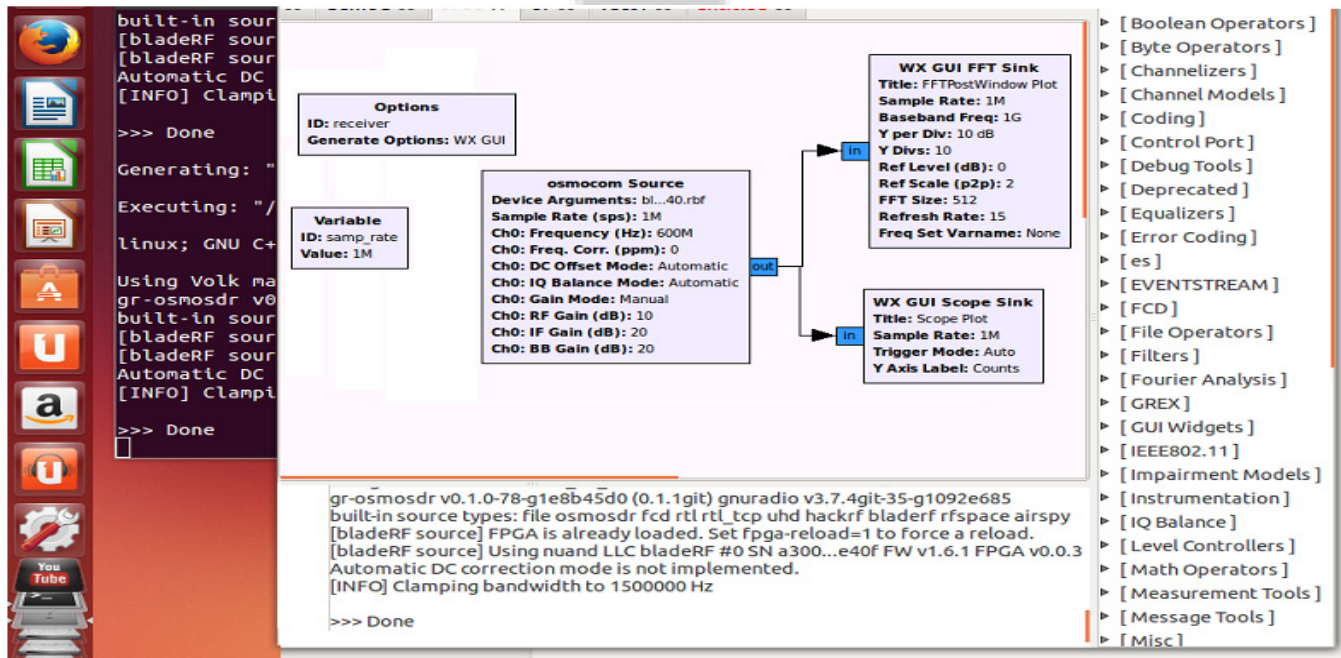 built-in sour
[bladeRF sour
[bladeRF sour
Automatic DC
[INFO] Clampi
>>> Done
Generating: "
Executing: "/
linux; GNU C+
Using Volk ma
gr-osmosdr v0
built-in sour
[bladeRF sour
[bladeRF sour
Automatic DC
[INFO] Clampi
>>> Done
Options
ID: receiver
Generate Options: WX GUI
Variable
ID: samp_rate
Value: 1M
osmocom Source
Device Arguments: bl...40.rbf
Sample Rate (sps): 1M
Ch0: Frequency (Hz): 600M
Ch0: Freq. Corr. (ppm): 0
Ch0: DC Offset Mode: Automatic
Ch0: IQ Balance Mode: Automatic
Ch0: Gain Mode: Manual
Ch0: RF Gain (dB): 10
Ch0: IF Gain (dB): 20
Ch0: BB Gain (dB): 20
out
in
WX GUI FFT Sink
Title: FFTPostWindow Plot
Sample Rate: 1M
Baseband Freq: 1G
Y per Div: 10 dB
Y Divs: 10
Ref Level (dB): 0
Ref Scale (p2p): 2
FFT Size: 512
Refresh Rate: 15
Freq Set Varname: None
in
WX GUI Scope Sink
Title: Scope Plot
Sample Rate: 1M
Trigger Mode: Auto
Y Axis Label: Counts
gr-osmosdr v0.1.0-78-g1e8b45d0 (0.1.1git) gnuradio v3.7.4git-35-g1092e685
built-in source types: file osmosdr fcd rtl rtl_tcp uhd hackrf bladerf rfspace airspy
[bladeRF source] FPGA is already loaded. Set fpga-reload=1 to force a reload.
[bladeRF source] Using nuand LLC bladeRF #0 SN a300...e40f FW v1.6.1 FPGA v0.0.3
Automatic DC correction mode is not implemented.
[INFO] Clamping bandwidth to 1500000 Hz
>>> Done
[ Boolean Operators ]
[ Byte Operators ]
[ Channelizers ]
[ Channel Models ]
[ Coding ]
[ Control Port ]
[ Debug Tools ]
[ Deprecated ]
[ Equalizers ]
[ Error Coding ]
[ es ]
[ EVENTSTREAM ]
[ FCD ]
[ File Operators ]
[ Filters ]
[ Fourier Analysis ]
[ GREX ]
[ GUI Widgets ]
[ IEEE802.11 ]
[ Impairment Models ]
[ Instrumentation ]
[ IQ Balance ]
[ Level Controllers ]
[ Math Operators ]
[ Measurement Tools ]
[ Message Tools ]
[ Misc ]
You
Tube